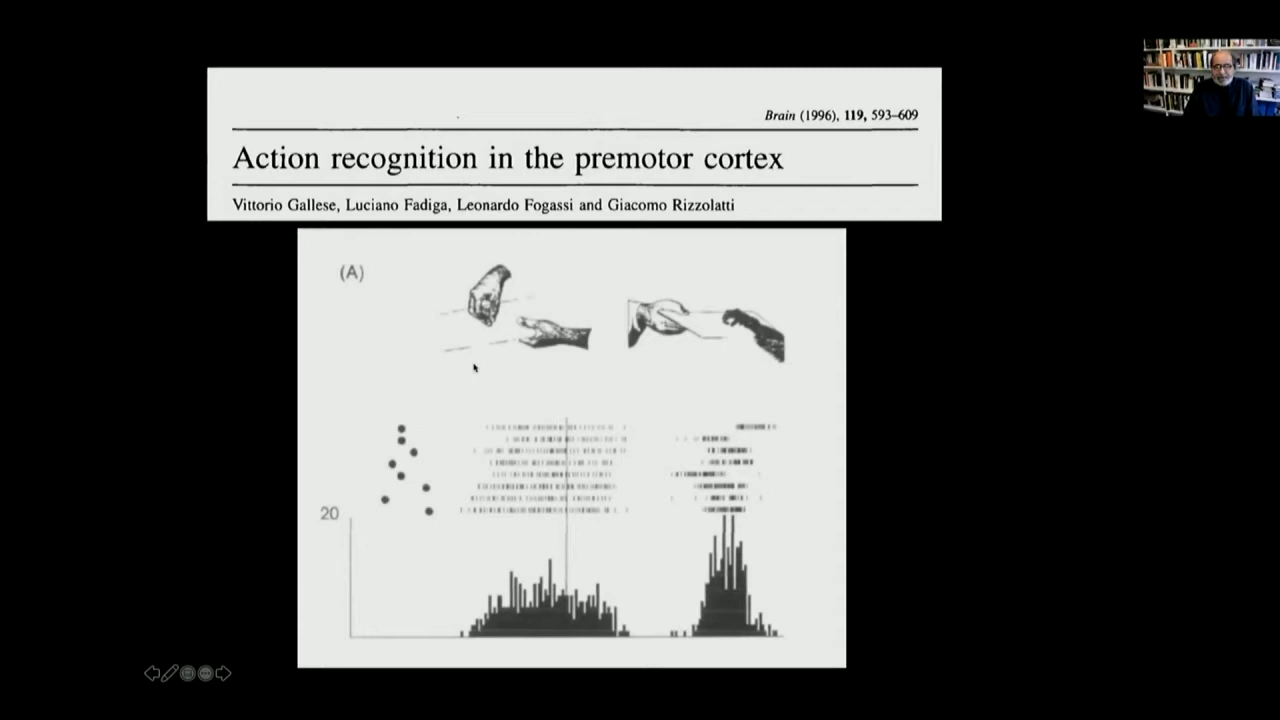 Brain (1996), 119, 593–609
Action recognition in the premotor cortex
Vittorio Gallese, Luciano Fadiga, Leonardo Fogassi and Giacomo Rizzolatti
(A)
20